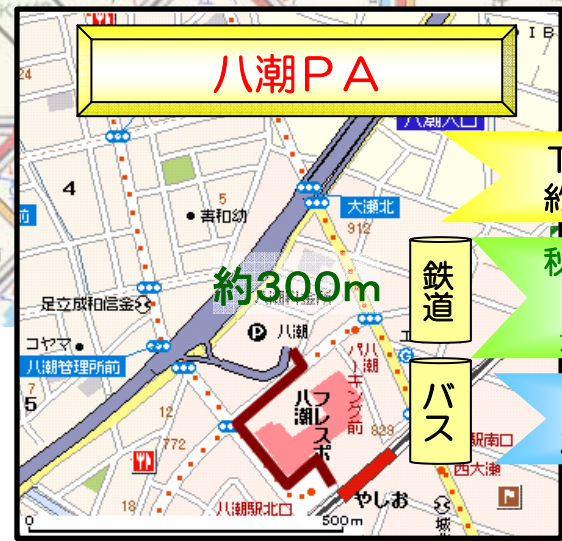 八潮PA
八潮入口
24
4
5
書和幼
大瀬北
912
約
約300m
鉄道
足立成和信金
P 八潮
コヤマ
八潮管理所前
八潮パーキング前
7
5
12
フレスポ八潮
バス
772
829
駅南口
西大瀬
18
八潮駅北口
やしお
0
500m